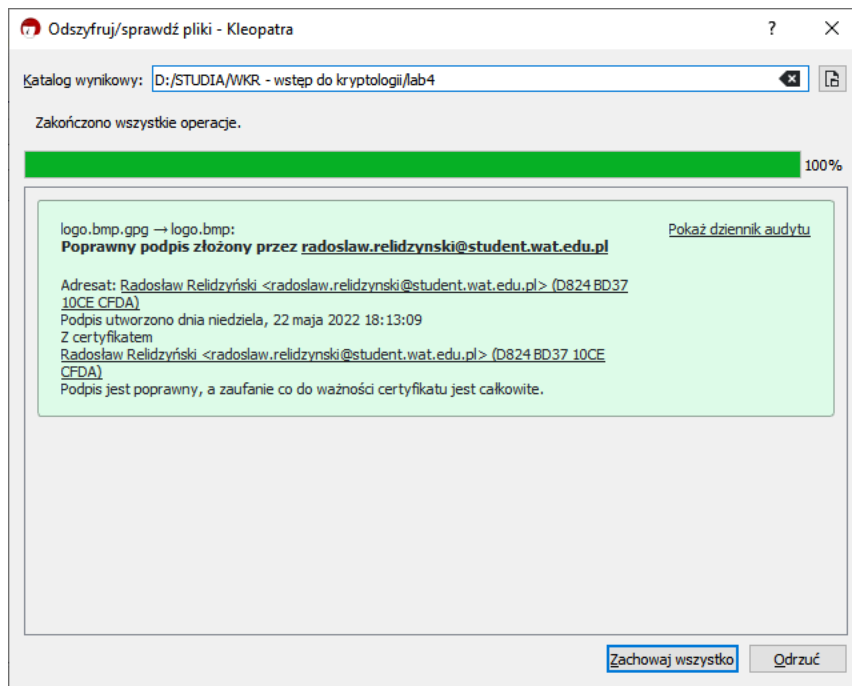 Odszyfruj/sprawdź pliki - Kleopatra
Katalog wynikowy: D:/STUDIA/WKR - wstęp do kryptologii/lab4
Zakończono wszystkie operacje.
100%
logo.bmp.gpg → logo.bmp: Pokaż dziennik audytu
Poprawny podpis złożony przez radoslaw.relidzynski@student.wat.edu.pl
Adresat: Radosław Relidzyński <radoslaw.relidzynski@student.wat.edu.pl> (D824 BD37
10CE CFDA)
Podpis utworzono dnia niedziela, 22 maja 2022 18:13:09
Z certyfikatem
Radosław Relidzyński <radoslaw.relidzynski@student.wat.edu.pl> (D824 BD37 10CE
CFDA)
Podpis jest poprawny, a zaufanie co do ważności certyfikatu jest całkowite.
Zachowaj wszystko Odrzuć